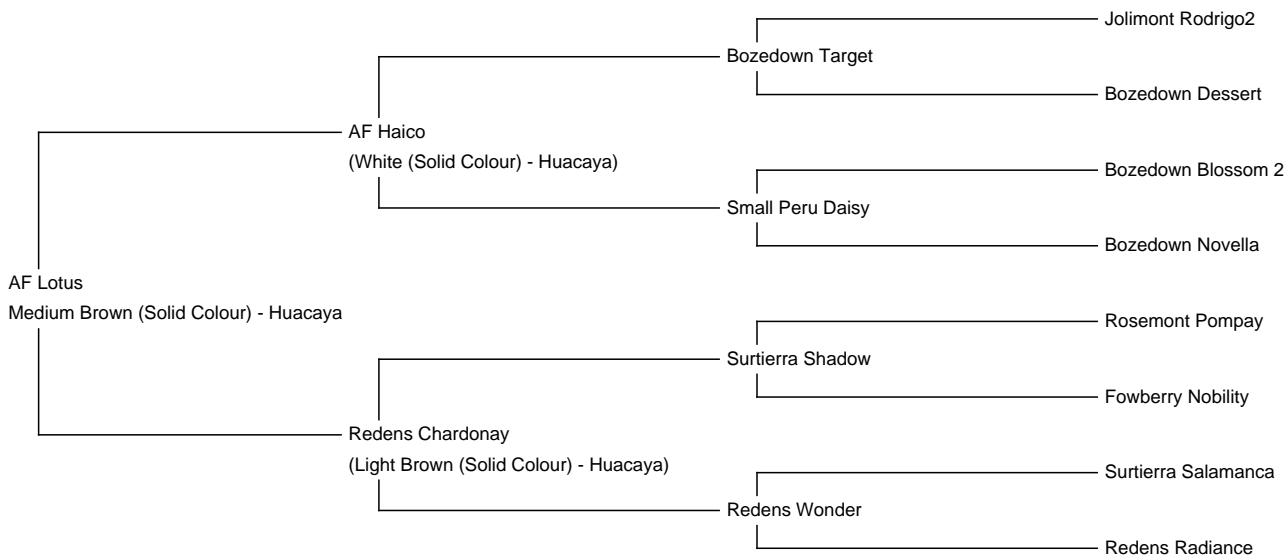 Jolimont Rodrigo2
Bozedown Target
Bozedown Dessert
AF Haico
(White (Solid Colour) - Huacaya)
Bozedown Blossom 2
Small Peru Daisy
Bozedown Novella
AF Lotus
Medium Brown (Solid Colour) - Huacaya
Rosemont Pompay
Surtierra Shadow
Fowberry Nobility
Redens Chardonay
(Light Brown (Solid Colour) - Huacaya)
Surtierra Salamanca
Redens Wonder
Redens Radiance